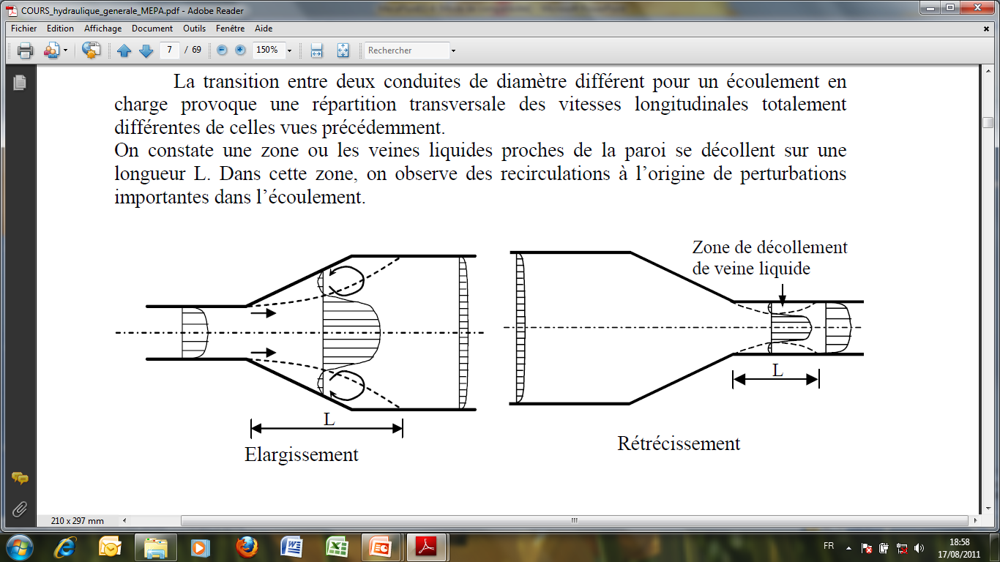 COURS_hydraulique_generale_MEPA.pdf - Adobe Reader
Fichier Edition Affichage Document Outils Fenêtre Aide
7 / 69 150% Rechercher
La transition entre deux conduites de diamètre différent pour un écoulement en
charge provoque une répartition transversale des vitesses longitudinales totalement
différentes de celles vues précédemment.
On constate une zone ou les veines liquides proches de la paroi se décollent sur une
longueur L. Dans cette zone, on observe des recirculations à l’origine de perturbations
importantes dans l’écoulement.
Zone de décollement
de veine liquide
L
L
Elargissement
Rétrécissement
210 x 297 mm
FR
18:58
17/08/2011